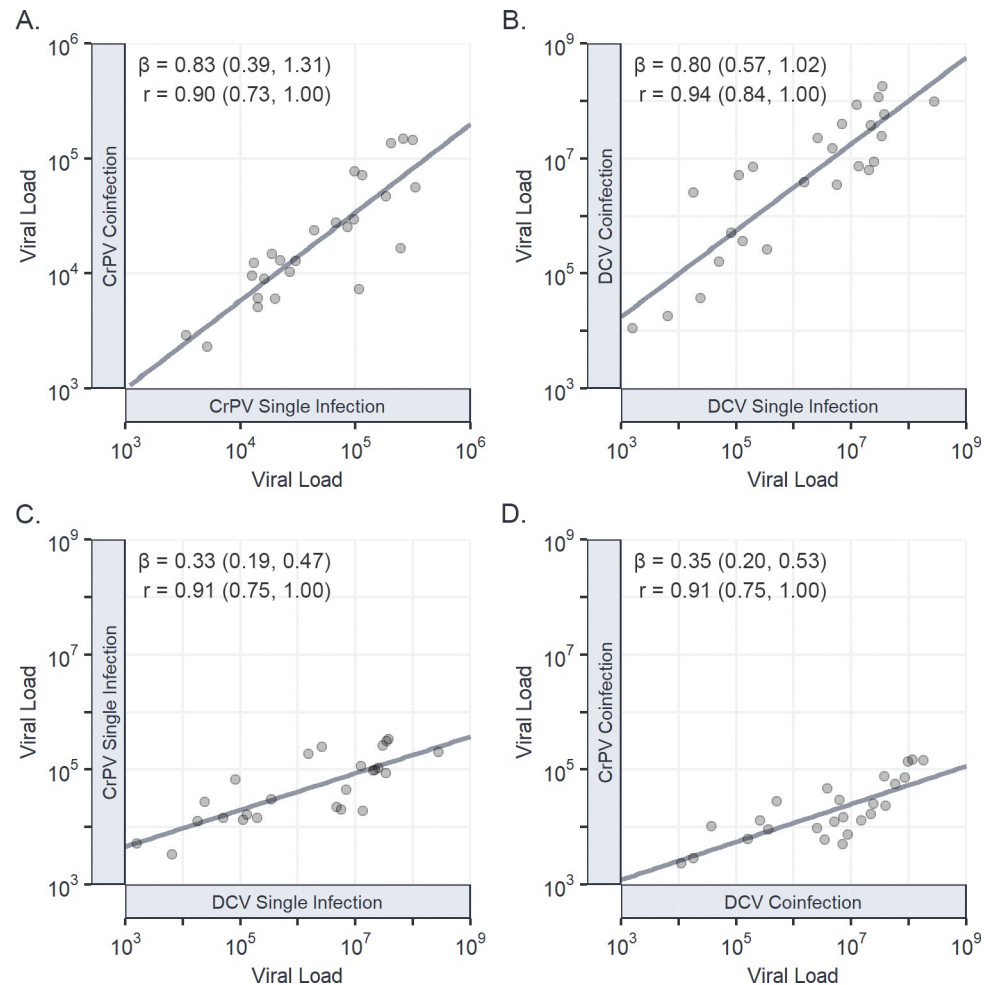 A.
β = 0.83 (0.39, 1.31)
r = 0.90 (0.73, 1.00)
10^6
10^5
10^4
10^3
Viral Load
CrPV Coinfection
CrPV Single Infection
10^3 10^4 10^5 10^6
Viral Load
B.
β = 0.80 (0.57, 1.02)
r = 0.94 (0.84, 1.00)
10^9
10^7
10^5
10^3
Viral Load
DCV Coinfection
DCV Single Infection
10^3 10^5 10^7 10^9
Viral Load
C.
β = 0.33 (0.19, 0.47)
r = 0.91 (0.75, 1.00)
10^9
10^7
10^5
10^3
Viral Load
CrPV Single Infection
DCV Single Infection
10^3 10^5 10^7 10^9
Viral Load
D.
β = 0.35 (0.20, 0.53)
r = 0.91 (0.75, 1.00)
10^9
10^7
10^5
10^3
Viral Load
CrPV Coinfection
DCV Coinfection
10^3 10^5 10^7 10^9
Viral Load